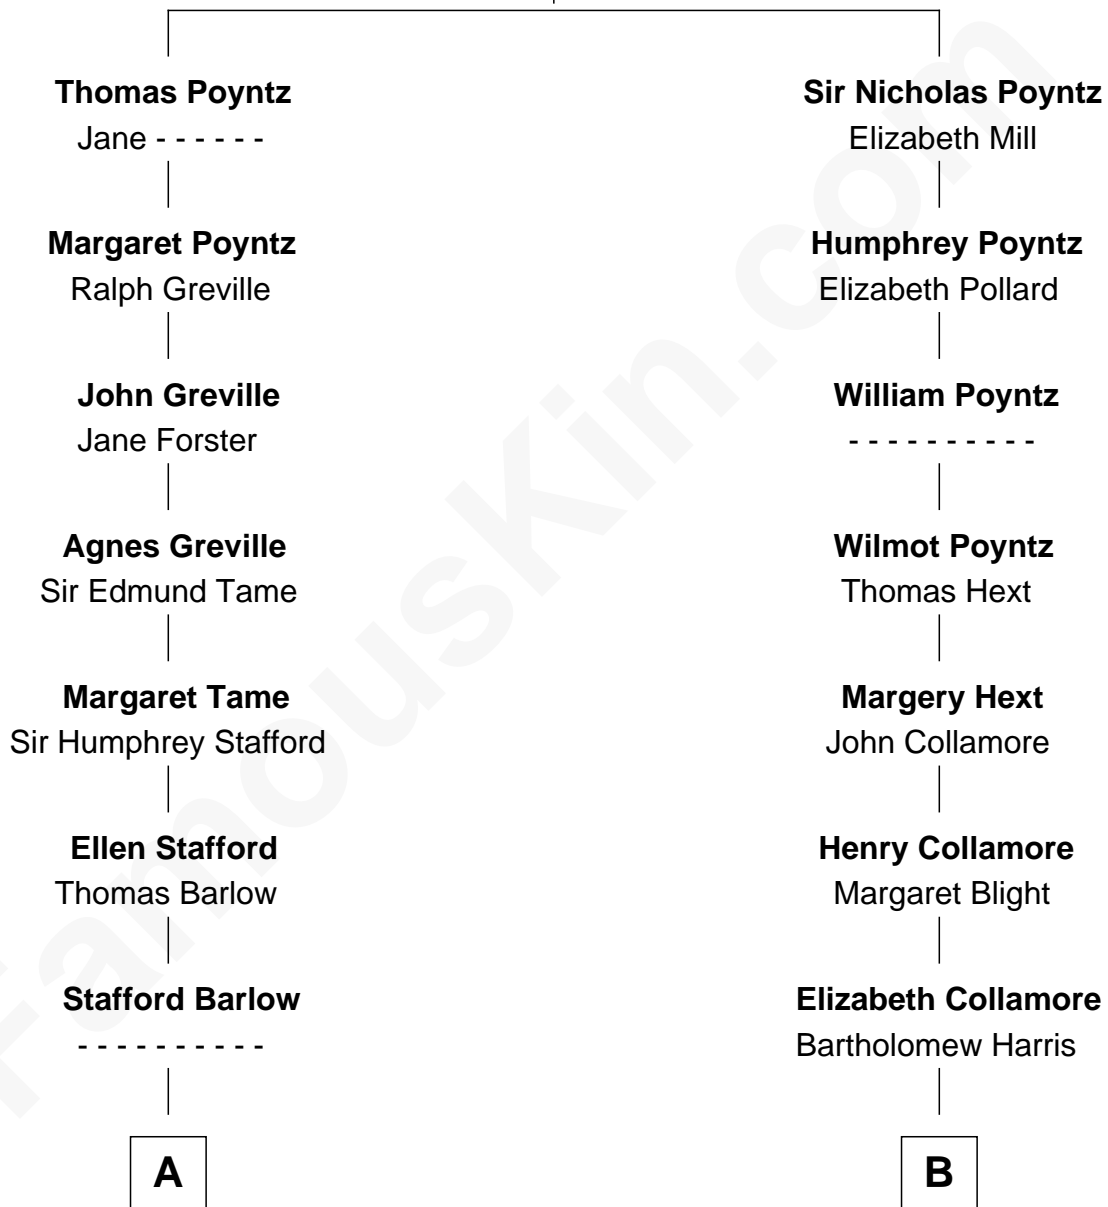 Thomas Poyntz
Jane - - - - - -
Margaret Poyntz
Ralph Greville
John Greville
Jane Forster
Agnes Greville
Sir Edmund Tame
Margaret Tame
Sir Humphrey Stafford
Ellen Stafford
Thomas Barlow
Stafford Barlow
- - - - - - - - - -
A
Sir Nicholas Poyntz
Elizabeth Mill
Humphrey Poyntz
Elizabeth Pollard
William Poyntz
- - - - - - - - - -
Wilmot Poyntz
Thomas Hext
Margery Hext
John Collamore
Henry Collamore
Margaret Blight
Elizabeth Collamore
Bartholomew Harris
B
FamousKin.com